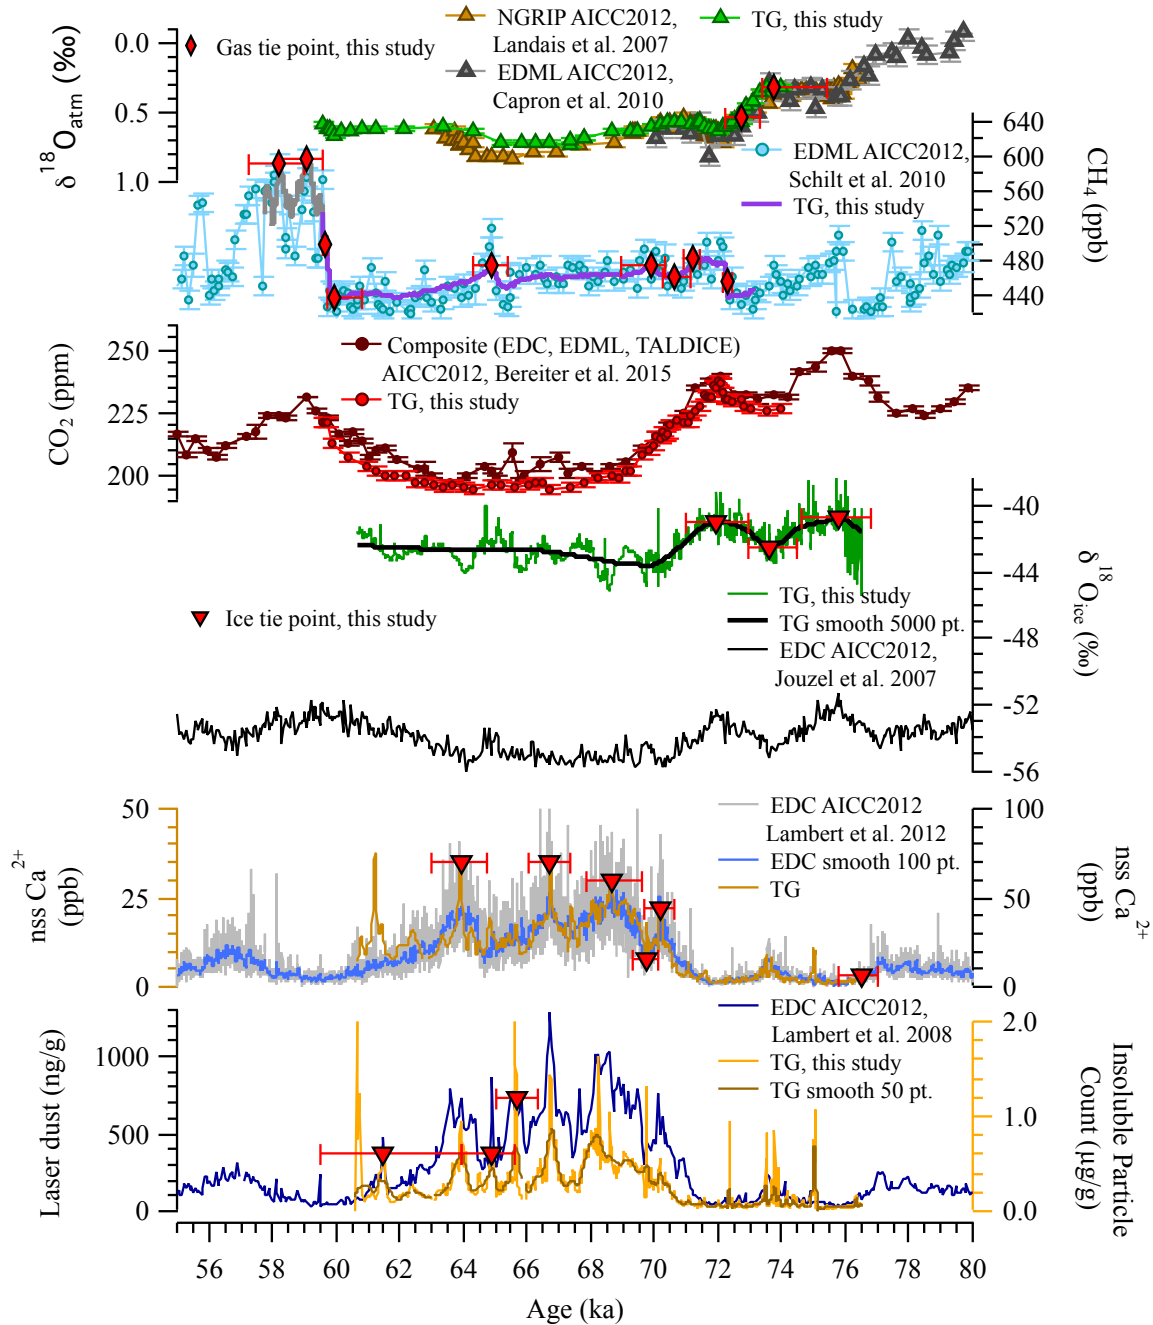 NGRIP AICC2012,
Landais et al. 2007
TG, this study
Gas tie point, this study
EDML AICC2012,
Capron et al. 2010
0.0
0.5
1.0
δ18Oatm (‰)
640
600
560
520
480
440
CH4 (ppb)
EDML AICC2012,
Schilt et al. 2010
TG, this study
250
225
200
CO2 (ppm)
Composite (EDC, EDML, TALDICE)
AICC2012, Bereiter et al. 2015
TG, this study
-40
-44
-48
-52
-56
δ18Oice (‰)
Ice tie point, this study
TG, this study
TG smooth 5000 pt.
EDC AICC2012,
Jouzel et al. 2007
50
25
0
nss Ca2+
(ppb)
100
50
0
nss Ca2+
(ppb)
EDC AICC2012
Lambert et al. 2012
EDC smooth 100 pt.
TG
1000
500
0
Laser dust (ng/g)
2.0
1.0
0.0
Insoluble Particle
Count (µg/g)
EDC AICC2012,
Lambert et al. 2008
TG, this study
TG smooth 50 pt.
56 58 60 62 64 66 68 70 72 74 76 78 80
Age (ka)